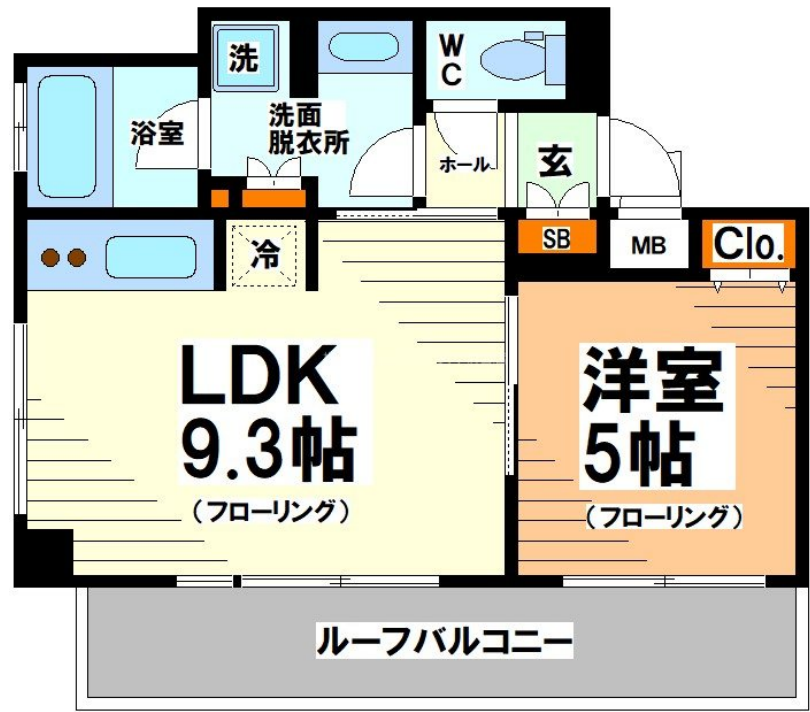 洗
WC
浴室
洗面
脱衣所
ホール
玄
冷
SB
MB
Clo.
LDK
9.3帖
（フローリング）
洋室
5帖
（フローリング）
ルーフバルコニー